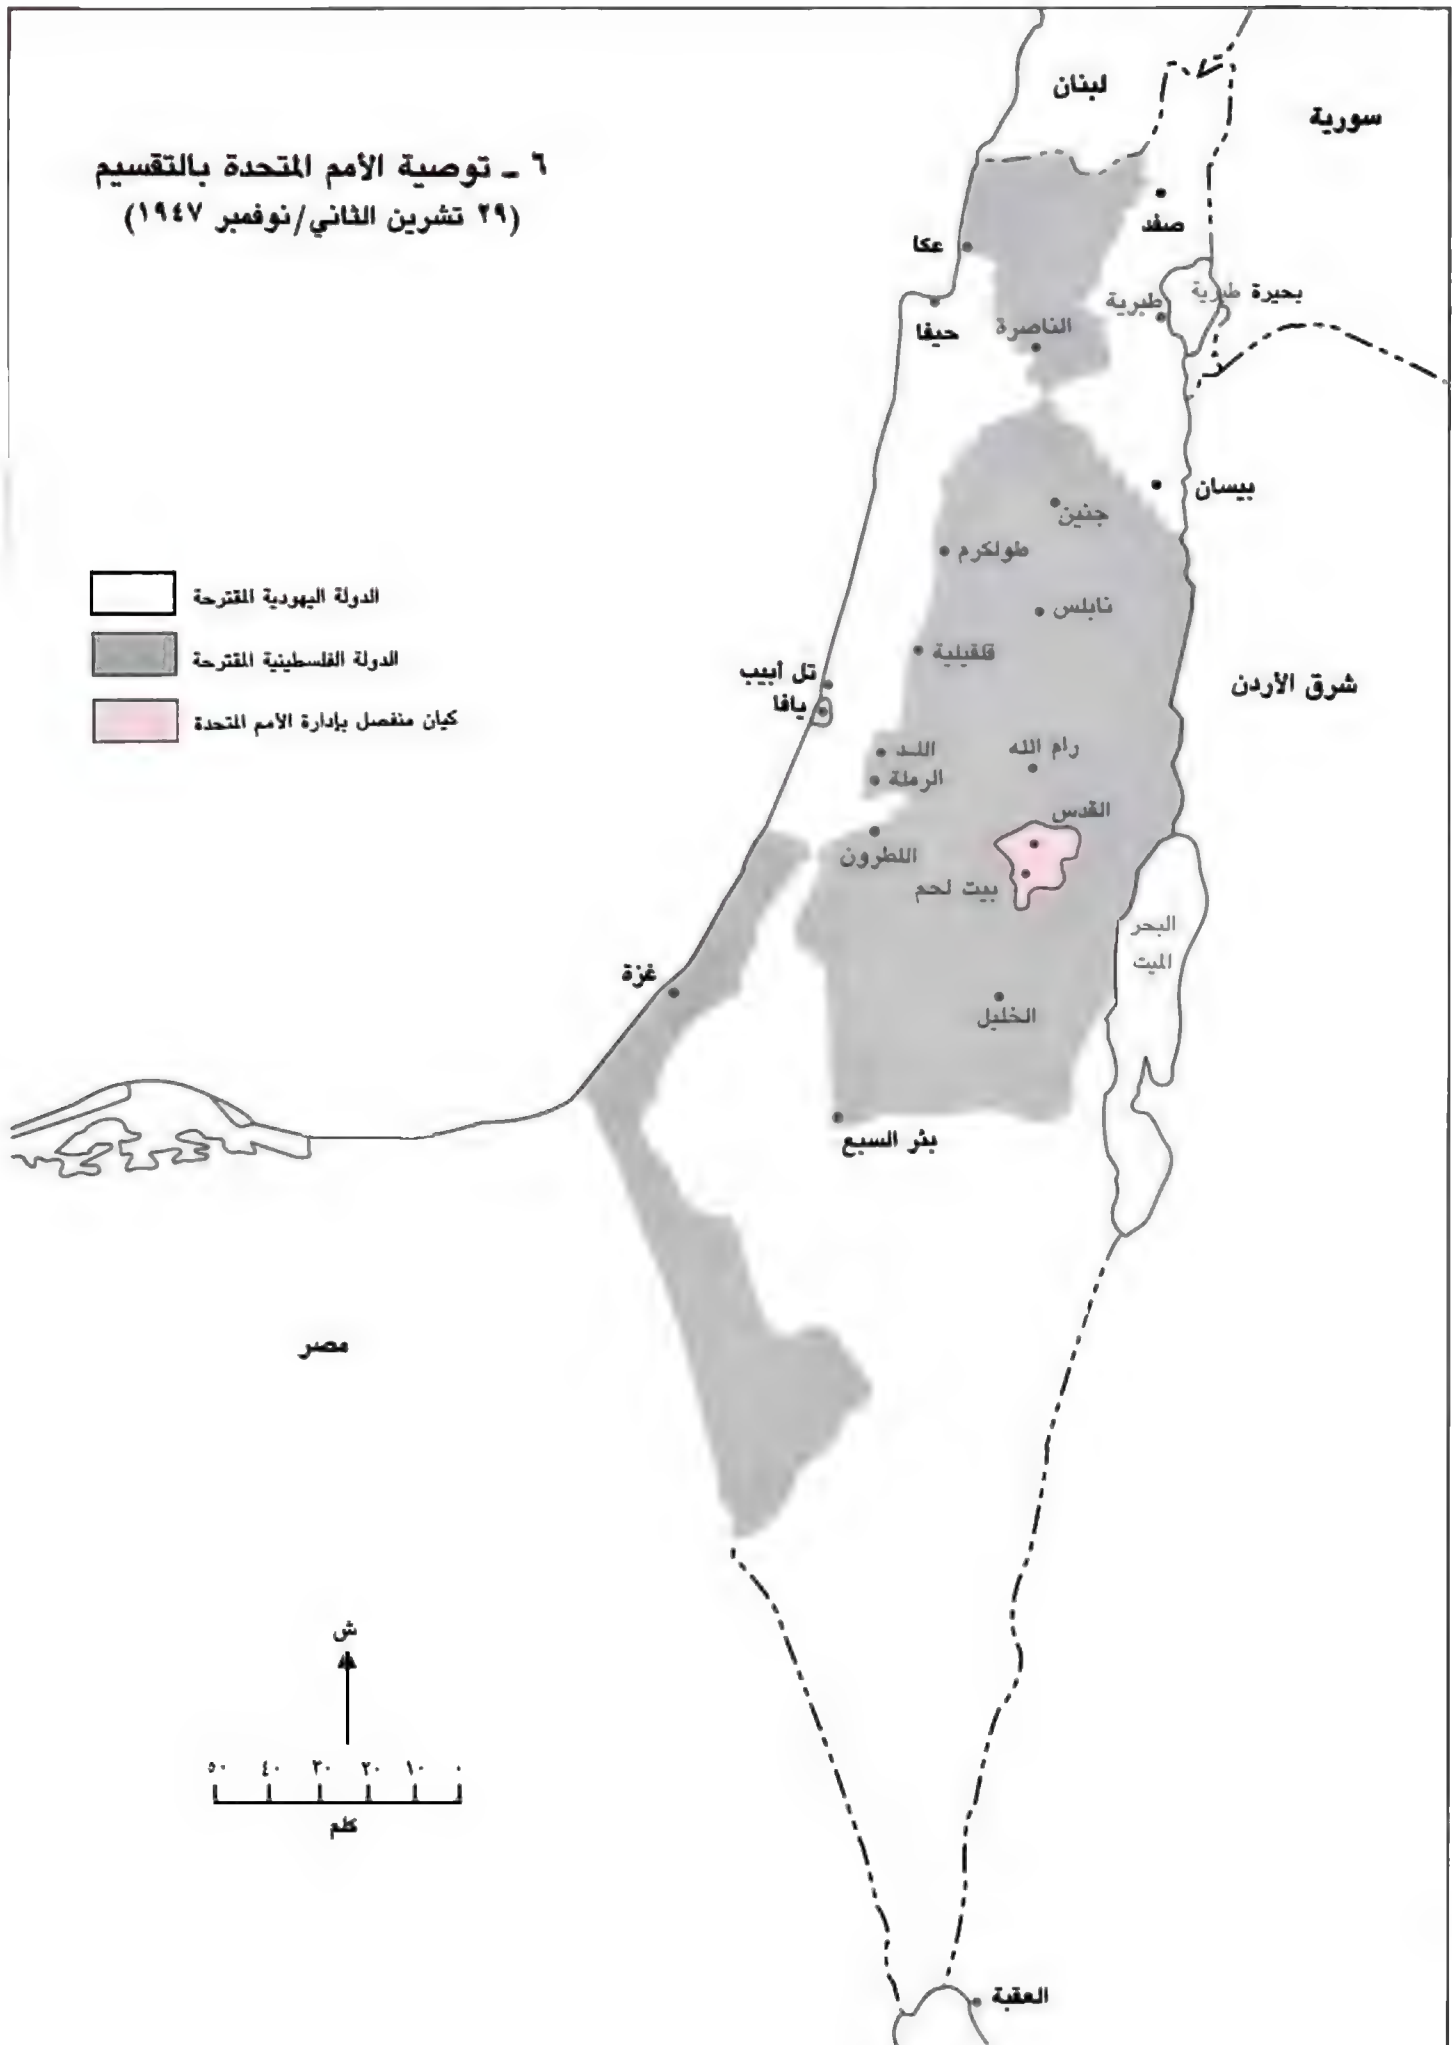 ٦ ـ توصية الأمم المتحدة بالتقسيم
(٢٩ تشرين الثاني/نوفمبر ١٩٤٧)
لبنان
سورية
صفد
عكا
بحيرة طبرية
طبرية
حيفا
الناصرة
بيسان
جنين
طولكرم
نابلس
قلقيلية
الدولة اليهودية المقترحة
الدولة الفلسطينية المقترحة
كيان منفصل بإدارة الأمم المتحدة
تل أبيب
يافا
شرق الأردن
اللد
رام الله
الرملة
القدس
اللطرون
بيت لحم
البحر
الميت
غزة
الخليل
بئر السبع
مصر
ش
٥٠ ٤٠ ٣٠ ٢٠ ١٠ ٠
كلم
العقبة